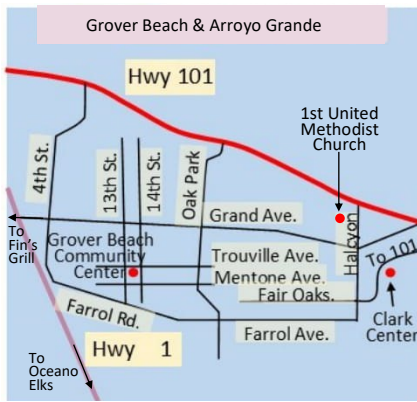 Grover Beach & Arroyo Grande
Hwy 101
1st United
Methodist
Church
4th St.
13th St.
14th St.
Oak Park
Grand Ave.
Halcyon
To
Fin's
Grill
Grover Beach
Community
Center
Trouville Ave.
Mentone Ave.
Fair Oaks.
To 101
Clark
Center
Farrol Rd.
Farrol Ave.
Hwy 1
To
Oceano
Elks